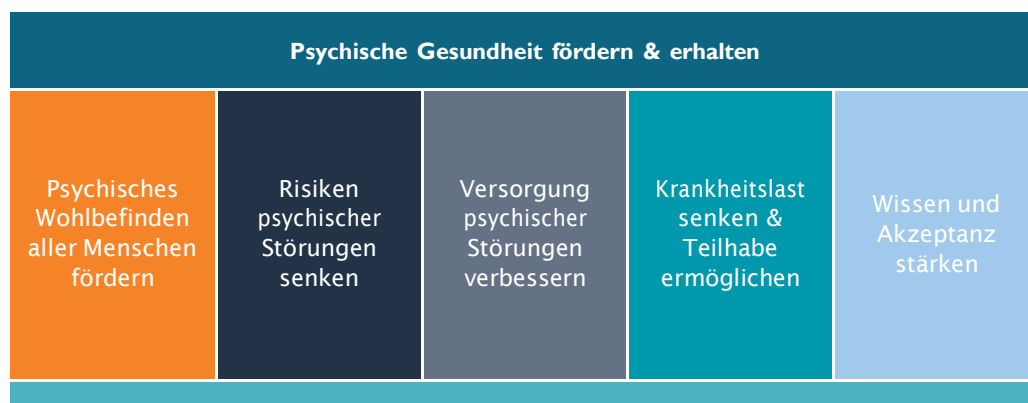 Psychische Gesundheit fördern & erhalten
Psychisches
Wohlbefinden
aller Menschen
fördern
Risiken
psychischer
Störungen
senken
Versorgung
psychischer
Störungen
verbessern
Krankheitslast
senken &
Teilhabe
ermöglichen
Wissen und
Akzeptanz
stärken